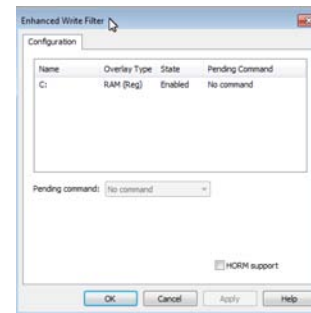 Enhanced Write Filter
Configuration
Name Overlay Type State Pending Command
C: RAM (Reg) Enabled No command
Pending command: No command
HORM support
OK Cancel Apply Help